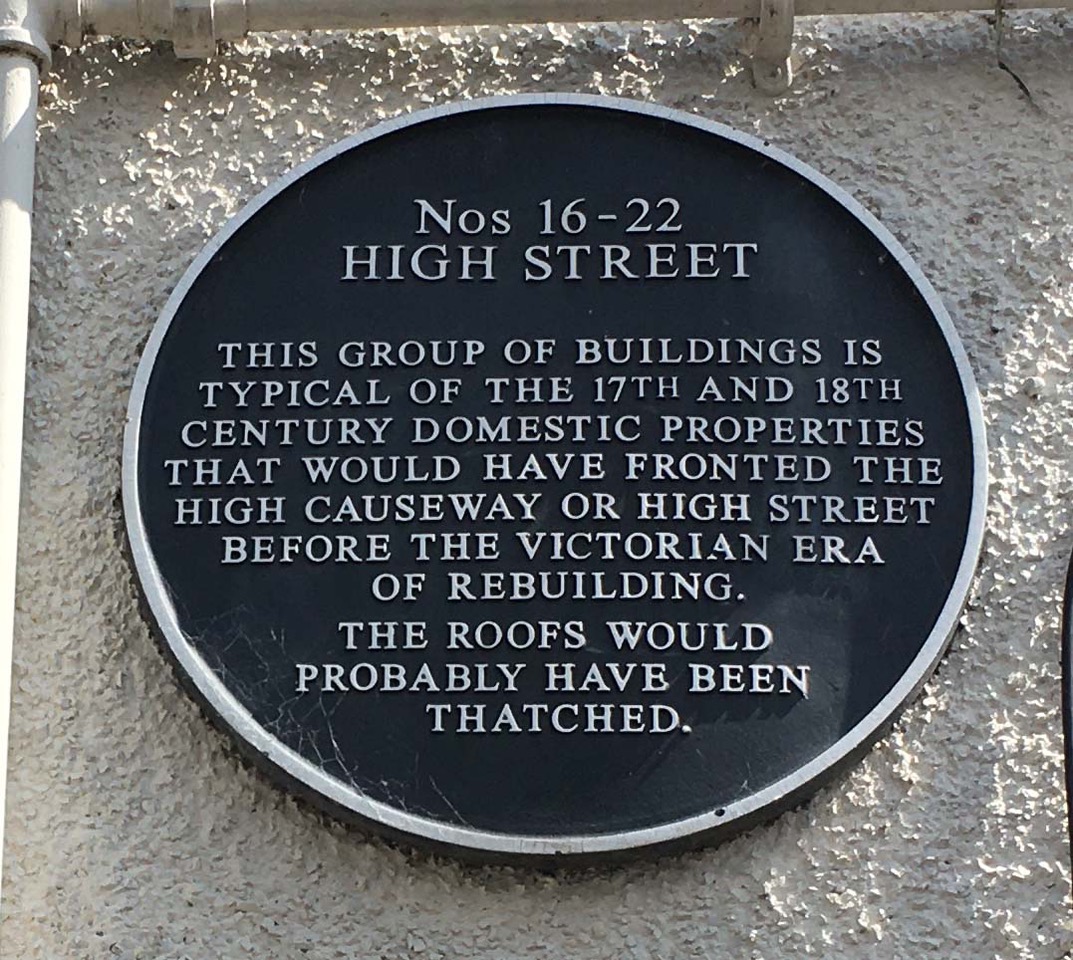 Nos 16-22
HIGH STREET
THIS GROUP OF BUILDINGS IS
TYPICAL OF THE 17TH AND 18TH
CENTURY DOMESTIC PROPERTIES
THAT WOULD HAVE FRONTED THE
HIGH CAUSEWAY OR HIGH STREET
BEFORE THE VICTORIAN ERA
OF REBUILDING.
THE ROOFS WOULD
PROBABLY HAVE BEEN
THATCHED.